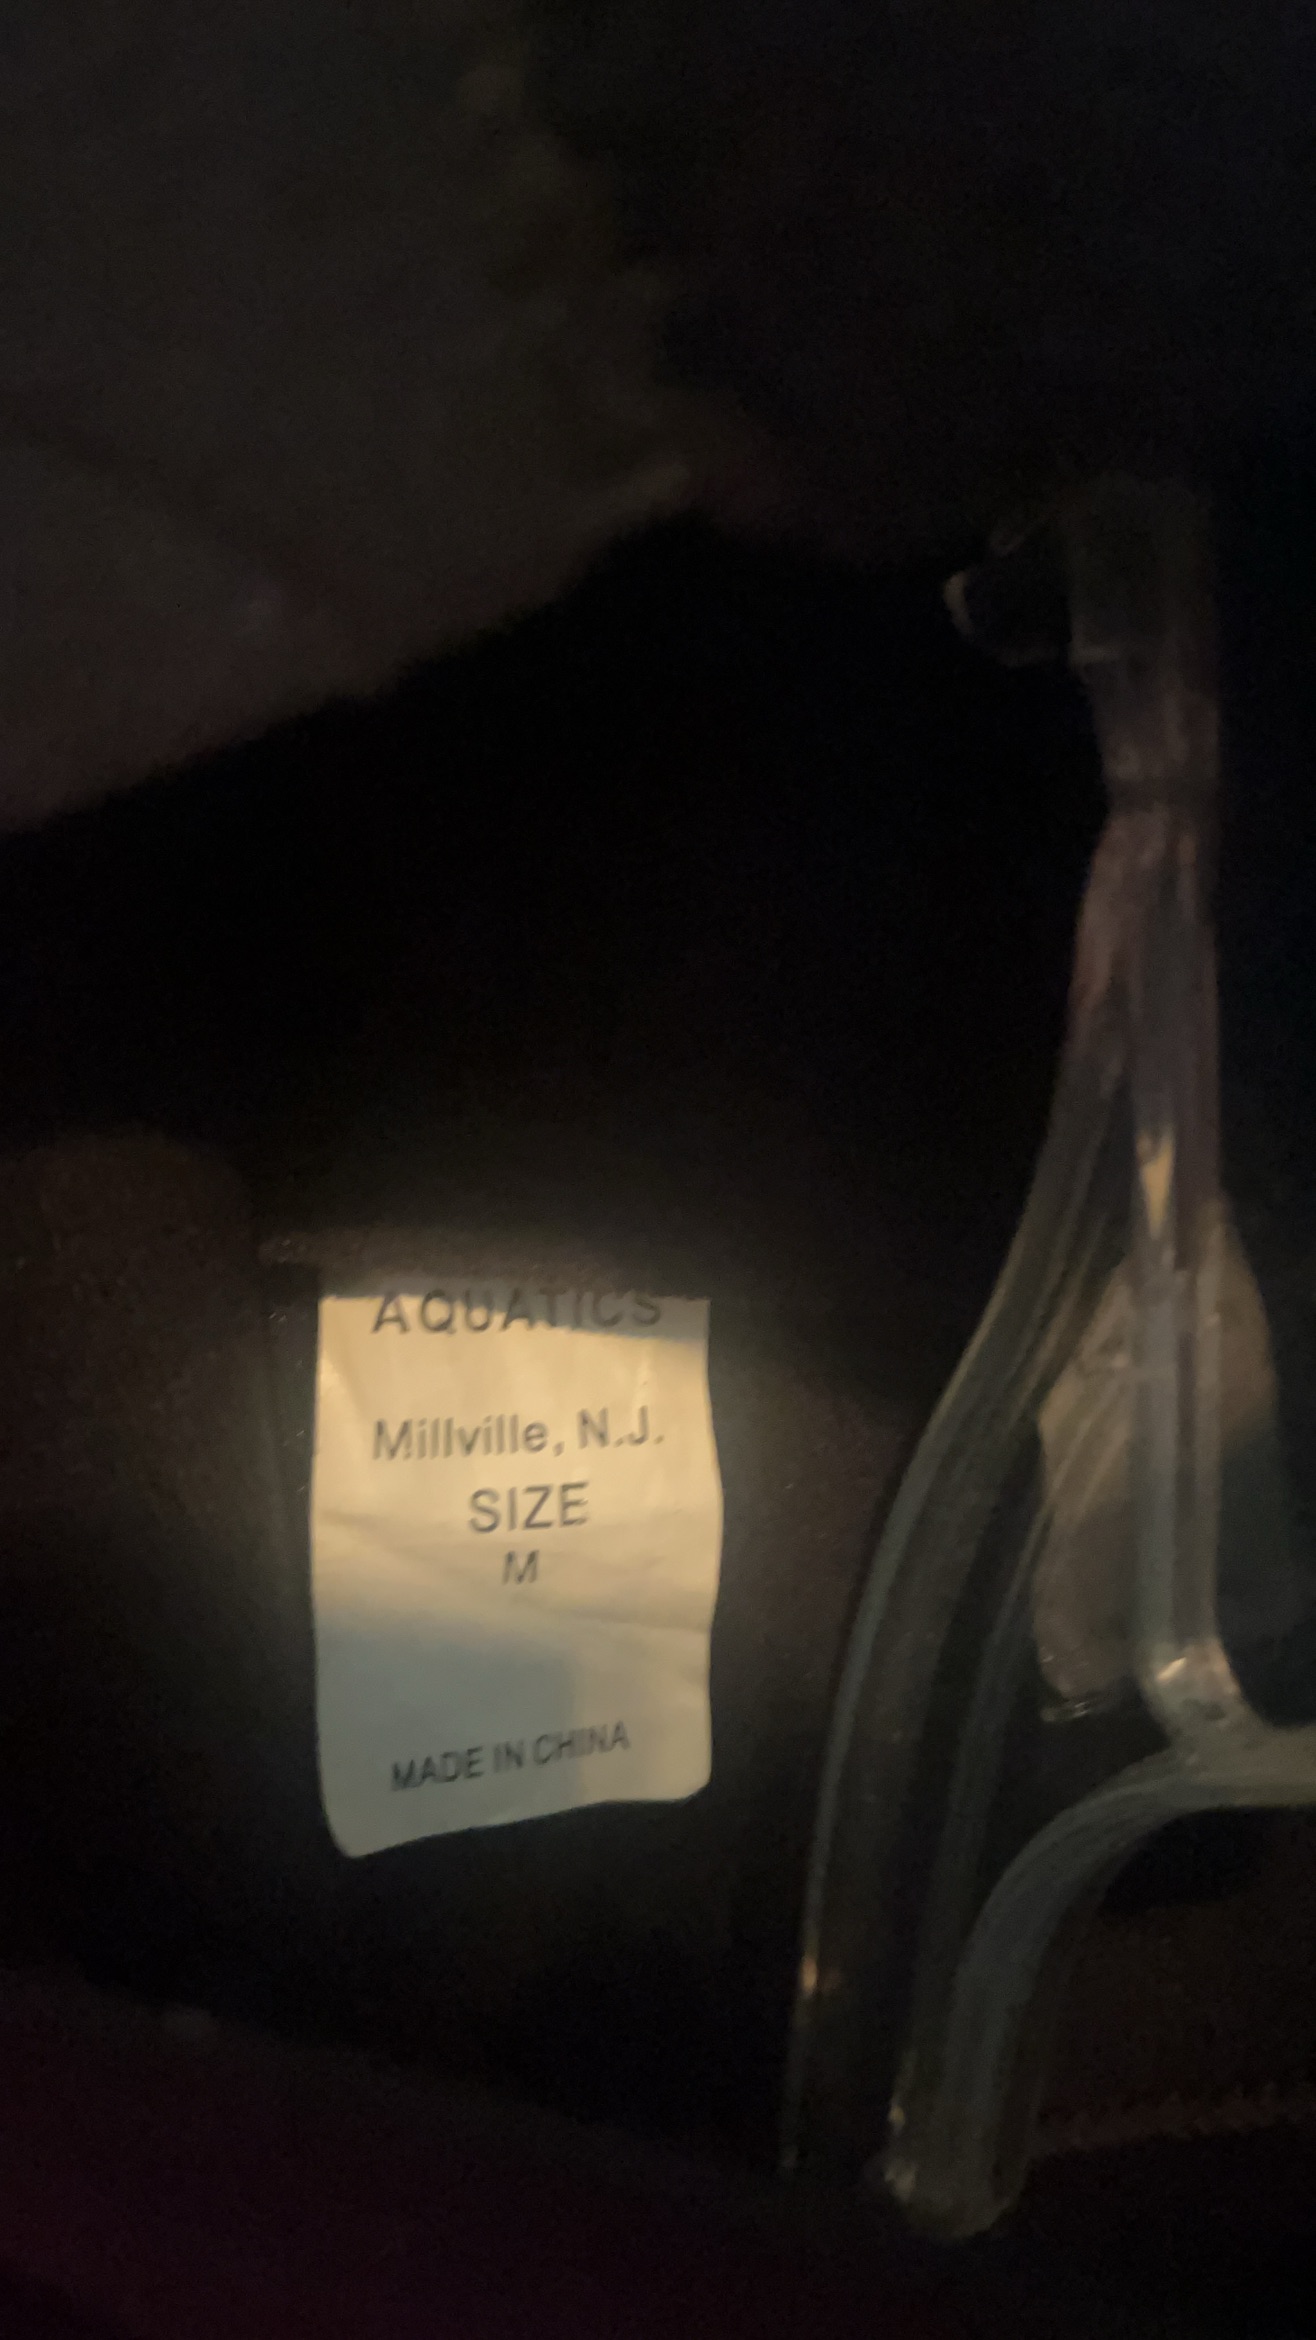 AQUATICS
Millville, N.J.
SIZE
M
MADE IN CHINA